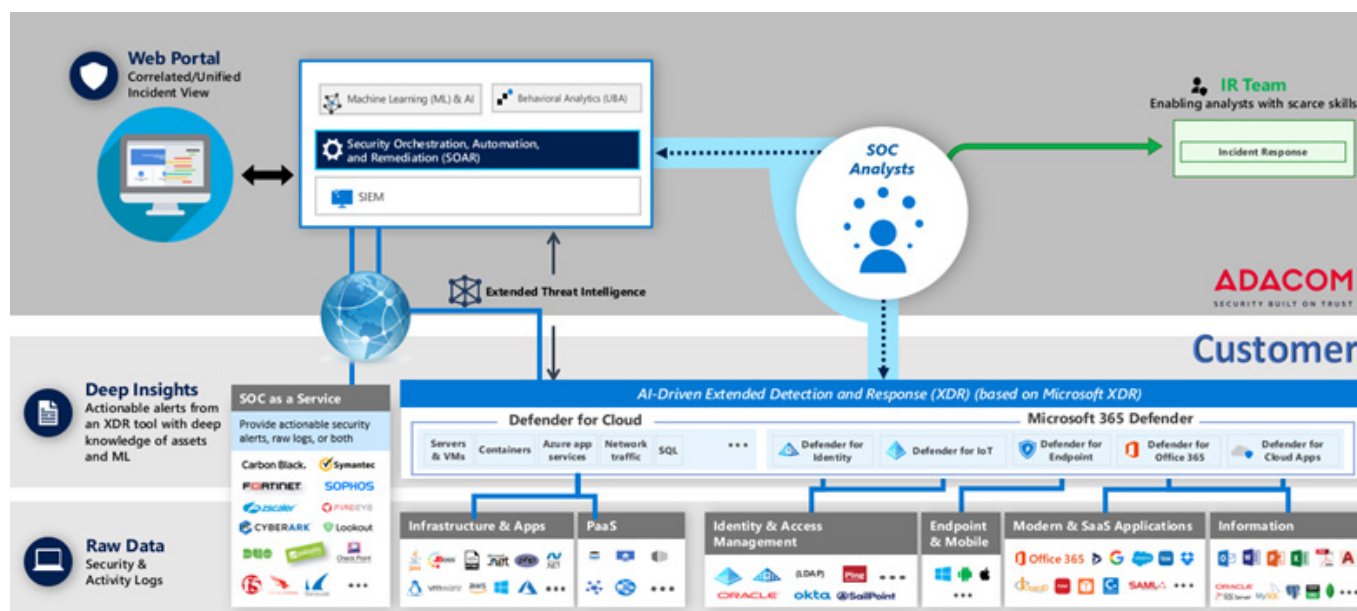 Web Portal
Correlated/Unified
Incident View
Machine Learning (ML) & AI
Behavioral Analytics (UBA)
Security Orchestration, Automation,
and Remediation (SOAR)
SIEM
SOC
Analysts
IR Team
Enabling analysts with scarce skills
Incident Response
Extended Threat Intelligence
ADACOM
SECURITY BUILT ON TRUST
Customer
Deep Insights
Actionable alerts from
an XDR tool with deep
knowledge of assets
and ML
SOC as a Service
Provide actionable security
alerts, raw logs, or both
Carbon Black.
Symantec
FORTINET
SOPHOS
zscaler
FIREEYE
CYBERARK
Lookout
DUO
Check Point
•••
AI-Driven Extended Detection and Response (XDR) (based on Microsoft XDR)
Defender for Cloud
Servers
& VMs
Containers
Azure app
services
Network
traffic
SQL
•••
Microsoft 365 Defender
Defender for
Identity
Defender for IoT
Defender for
Endpoint
Defender for
Office 365
Defender for
Cloud Apps
Raw Data
Security &
Activity Logs
Infrastructure & Apps
.net
php
.NET
vmware
aws
•••
PaaS
•••
Identity & Access
Management
(LDAP)
Ping
•••
ORACLE
okta
SailPoint
Endpoint
& Mobile
•••
Modern & SaaS Applications
Office 365
G
box
SAML
•••
Information
ORACLE
SQL Server
MySQL
•••